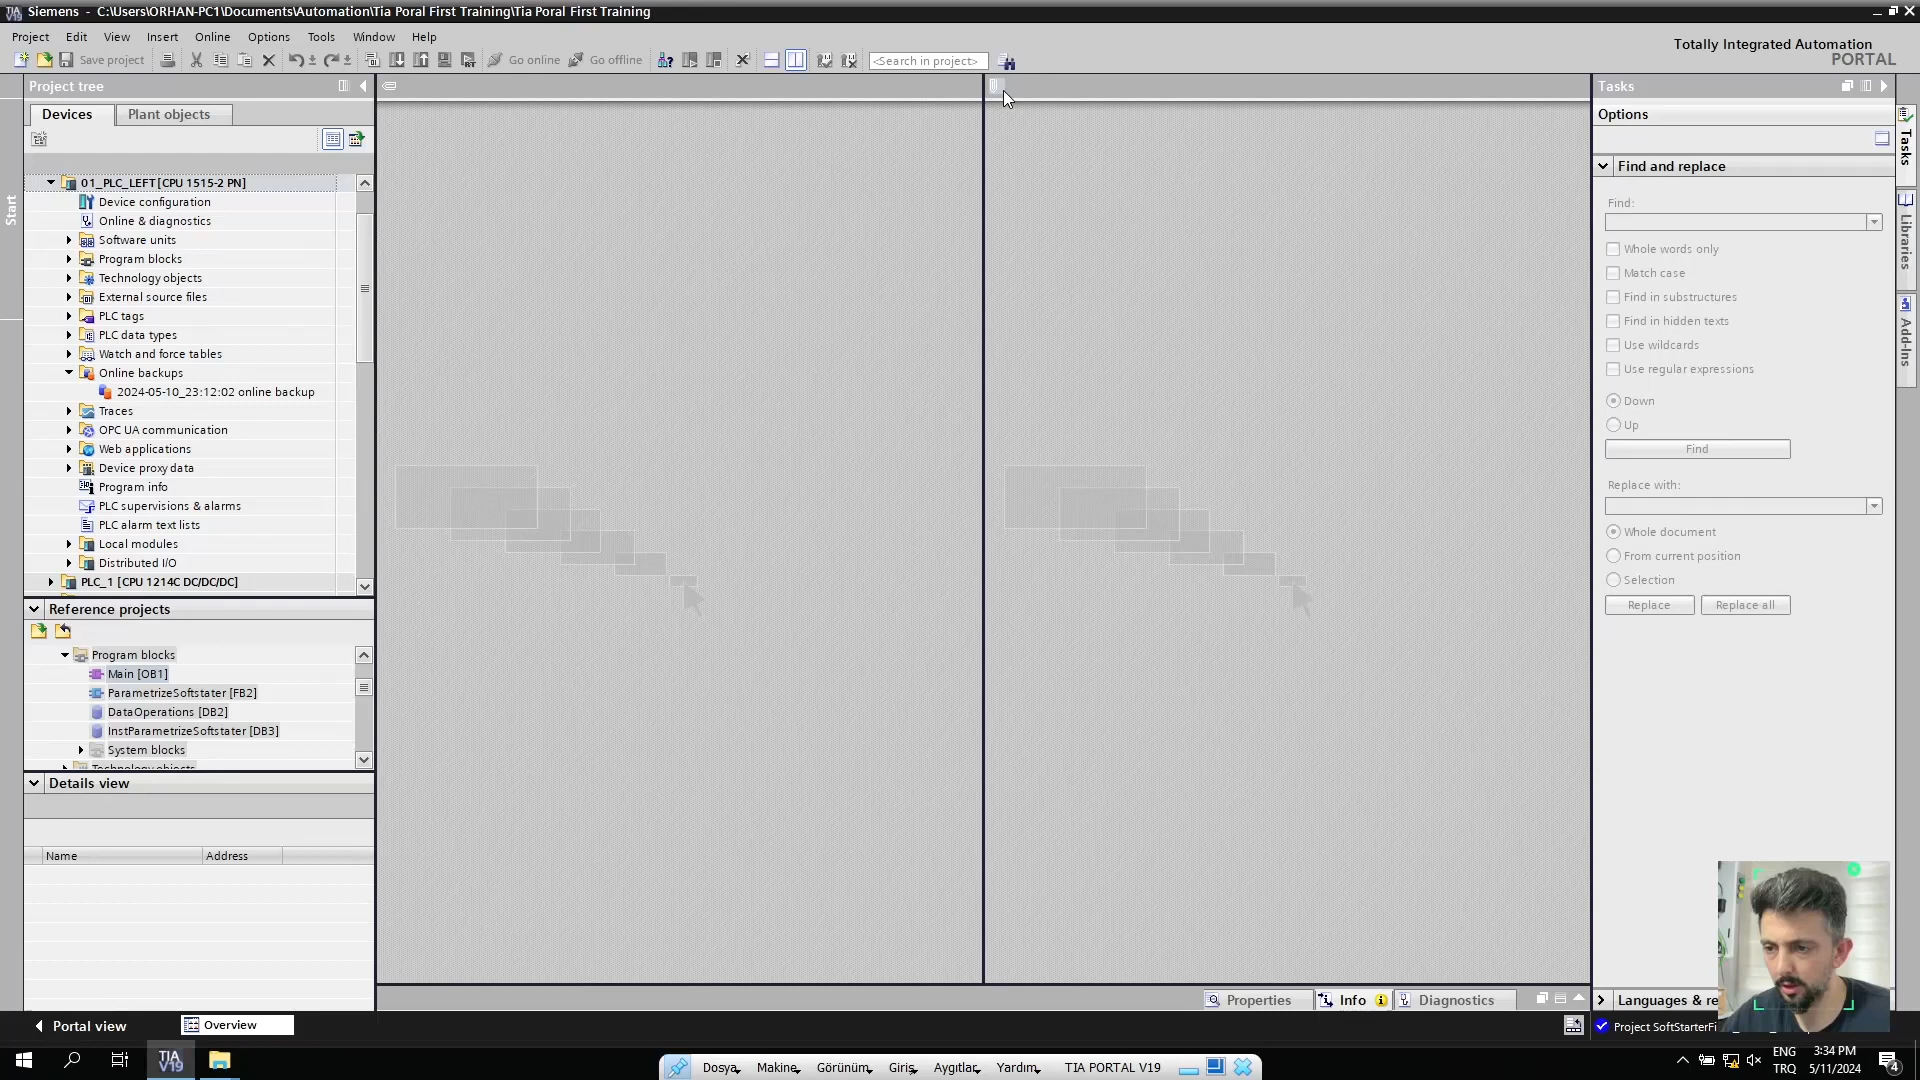 Siemens - C:\Users\ORHAN-PC1\Documents\Automation\Tia Poral First Training\Tia Poral First Training
Project Edit View Insert Online Options Tools Window Help
Totally Integrated Automation
PORTAL
Save project
Go online
Go offline
<Search in project>
Project tree
Devices
Plant objects
Start
01_PLC_LEFT [CPU 1515-2 PN]
Device configuration
Online & diagnostics
Software units
Program blocks
Technology objects
External source files
PLC tags
PLC data types
Watch and force tables
Online backups
2024-05-10_23:12:02 online backup
Traces
OPC UA communication
Web applications
Device proxy data
Program info
PLC supervisions & alarms
PLC alarm text lists
Local modules
Distributed I/O
PLC_1 [CPU 1214C DC/DC/DC]
Reference projects
Program blocks
Main [OB1]
ParametrizeSoftstater [FB2]
DataOperations [DB2]
InstParametrizeSoftstater [DB3]
System blocks
Technology objects
Details view
Name
Address
Tasks
Options
Find and replace
Find:
Whole words only
Match case
Find in substructures
Find in hidden texts
Use wildcards
Use regular expressions
Down
Up
Find
Replace with:
Whole document
From current position
Selection
Replace
Replace all
Languages & re
Tasks
Libraries
Add-Ins
Properties
Info
Diagnostics
Portal view
Overview
Project SoftStarterFi
TIA
V19
Dosya Makine Görünüm Giriş Aygıtlar Yardım TIA PORTAL V19
ENG
TRQ
3:34 PM
5/11/2024
4